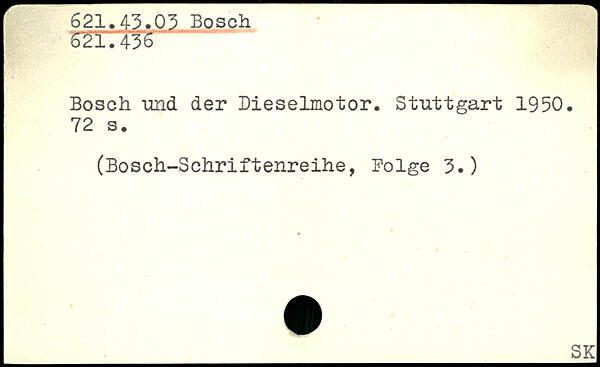 621.43.03 Bosch
621.436
Bosch und der Dieselmotor. Stuttgart 1950.
72 s.
(Bosch-Schriftenreihe, Folge 3.)
SK